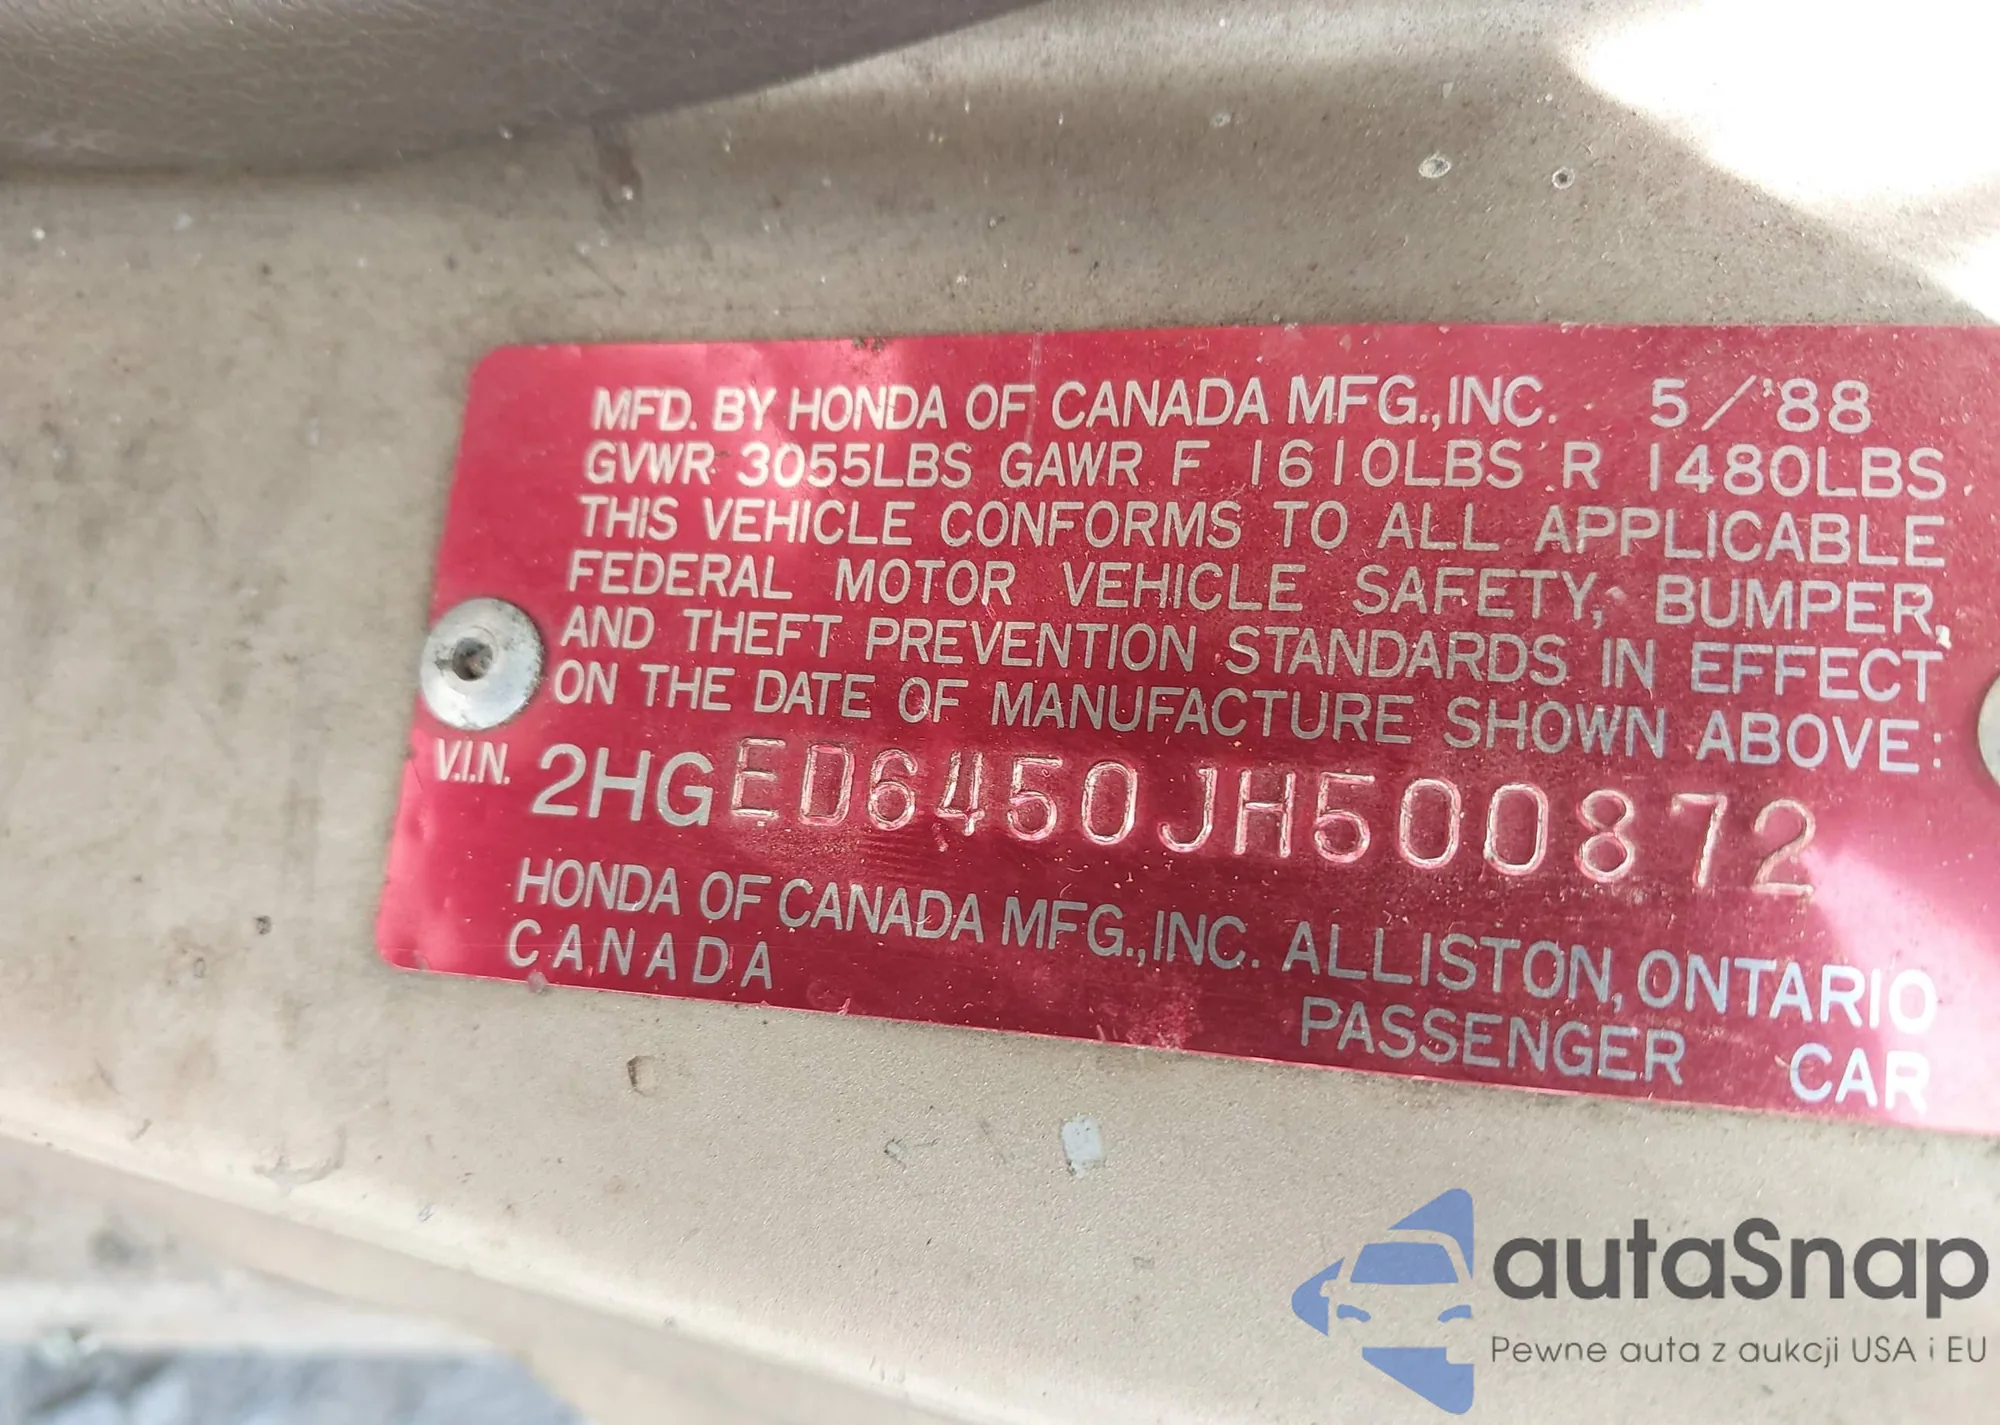 MFD. BY HONDA OF CANADA MFG.,INC. 5/'88
GVWR 3055LBS GAWR F 1610LBS R 1480LBS
THIS VEHICLE CONFORMS TO ALL APPLICABLE
FEDERAL MOTOR VEHICLE SAFETY, BUMPER,
AND THEFT PREVENTION STANDARDS IN EFFECT
ON THE DATE OF MANUFACTURE SHOWN ABOVE:
V.I.N. 2HGED6450JH500872
HONDA OF CANADA MFG.,INC. ALLISTON, ONTARIO
CANADA
PASSENGER CAR
autaSnap
Pewne auta z aukcji USA i EU